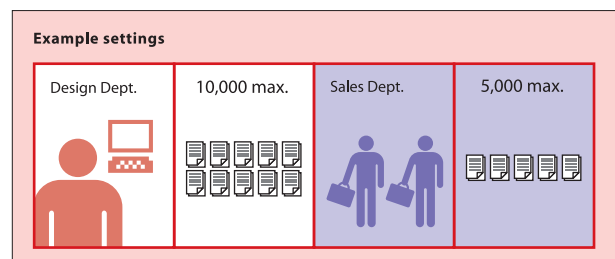 Example settings
Design Dept.
10,000 max.
Sales Dept.
5,000 max.